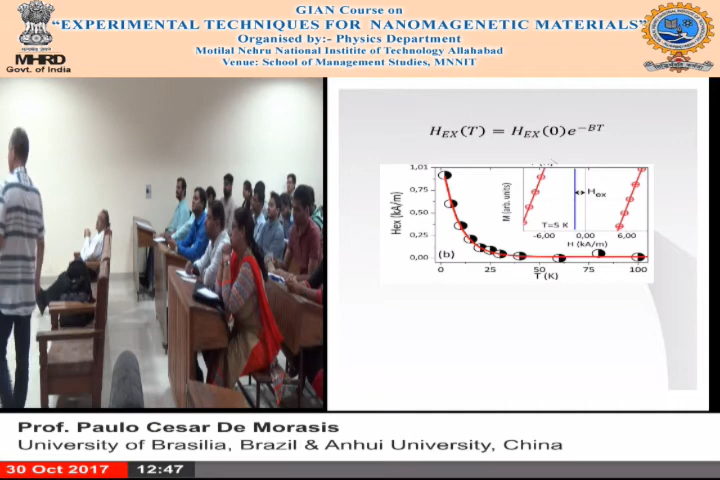 GIAN Course on
“EXPERIMENTAL TECHNIQUES FOR NANOMAGENETIC MATERIALS”
Organised by:- Physics Department
Motilal Nehru National Institite of Technology Allahabad
Venue: School of Management Studies, MNNIT
MHRD
Govt. of India
H_EX(T) = H_EX(0)e^−BT
1,01
0,75
0,50
0,25
0,00
Hex (kA/m)
(b)
0 25 50 75 100
T (K)
M (arb. units)
H_ex
T=5 K
-6,00 0,00 6,00
H (kA/m)
Prof. Paulo Cesar De Morasis
University of Brasilia, Brazil & Anhui University, China
30 Oct 2017 12:47